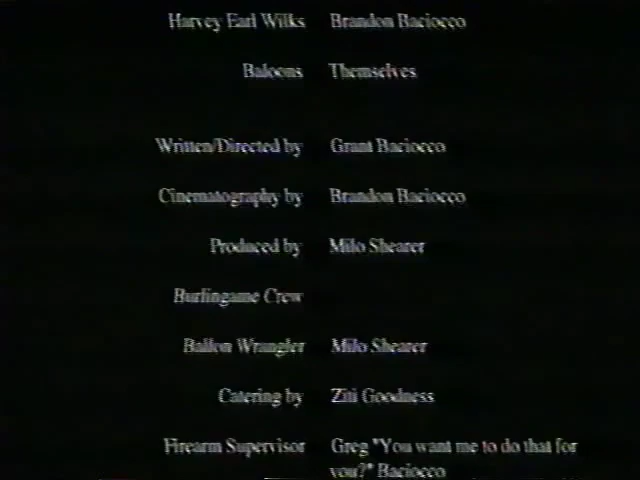 Harvey Earl Wilks Brandon Baciocco
Baloons Themselves
Written/Directed by Grant Baciocco
Cinematography by Brandon Baciocco
Produced by Milo Shearer
Burlingame Crew
Ballon Wrangler Milo Shearer
Catering by Ziti Goodness
Firearm Supervisor Greg "You want me to do that for
you?" Baciocco